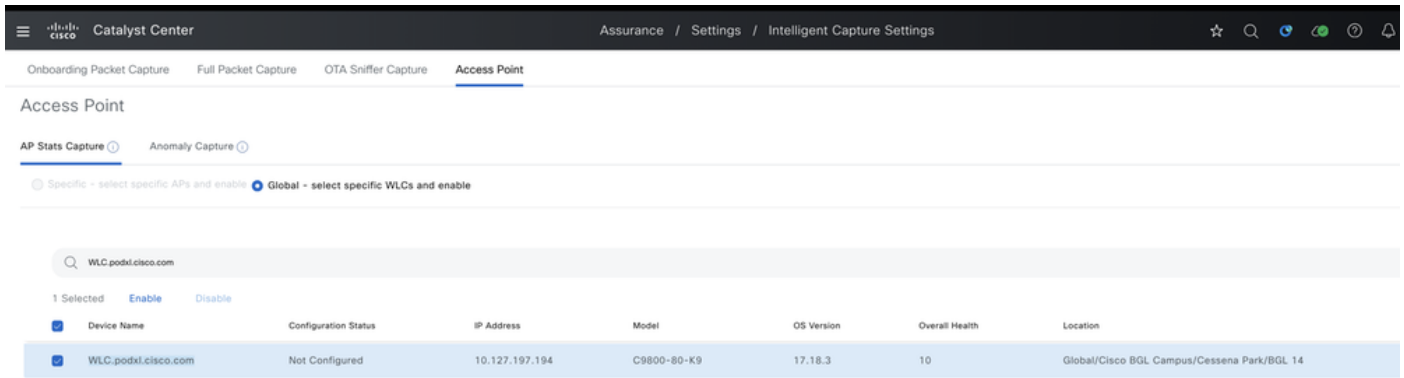 cisco Catalyst Center Assurance / Settings / Intelligent Capture Settings
Onboarding Packet Capture Full Packet Capture OTA Sniffer Capture Access Point
Access Point
AP Stats Capture Anomaly Capture
Specific - select specific APs and enable Global - select specific WLCs and enable
WLC.podxl.cisco.com
1 Selected Enable Disable
Device Name Configuration Status IP Address Model OS Version Overall Health Location
WLC.podxl.cisco.com Not Configured 10.127.197.194 C9800-80-K9 17.18.3 10 Global/Cisco BGL Campus/Cessena Park/BGL 14